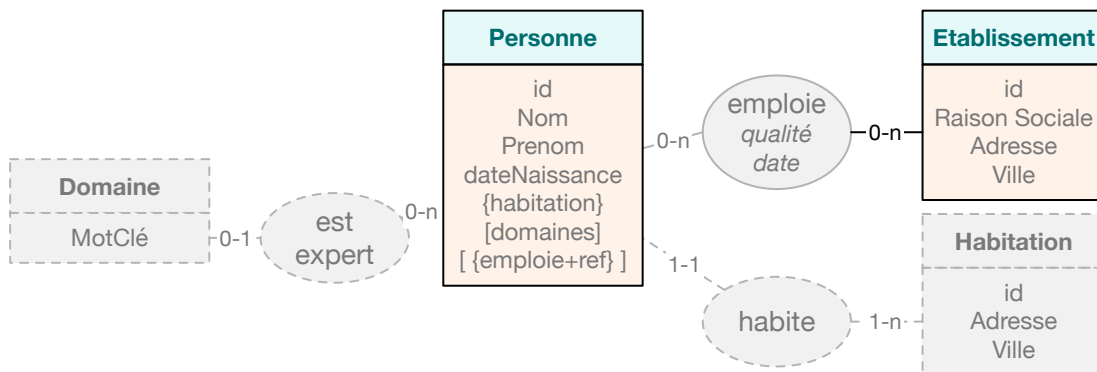 Personne
id
Nom
Prenom
dateNaissance
{habitation}
[domaines]
[ {emploie+ref} ]
Etablissement
id
Raison Sociale
Adresse
Ville
emploie
qualité
date
0-n
0-n
Domaine
MotClé
0-1
est
expert
0-n
1-1
habite
1-n
Habitation
id
Adresse
Ville